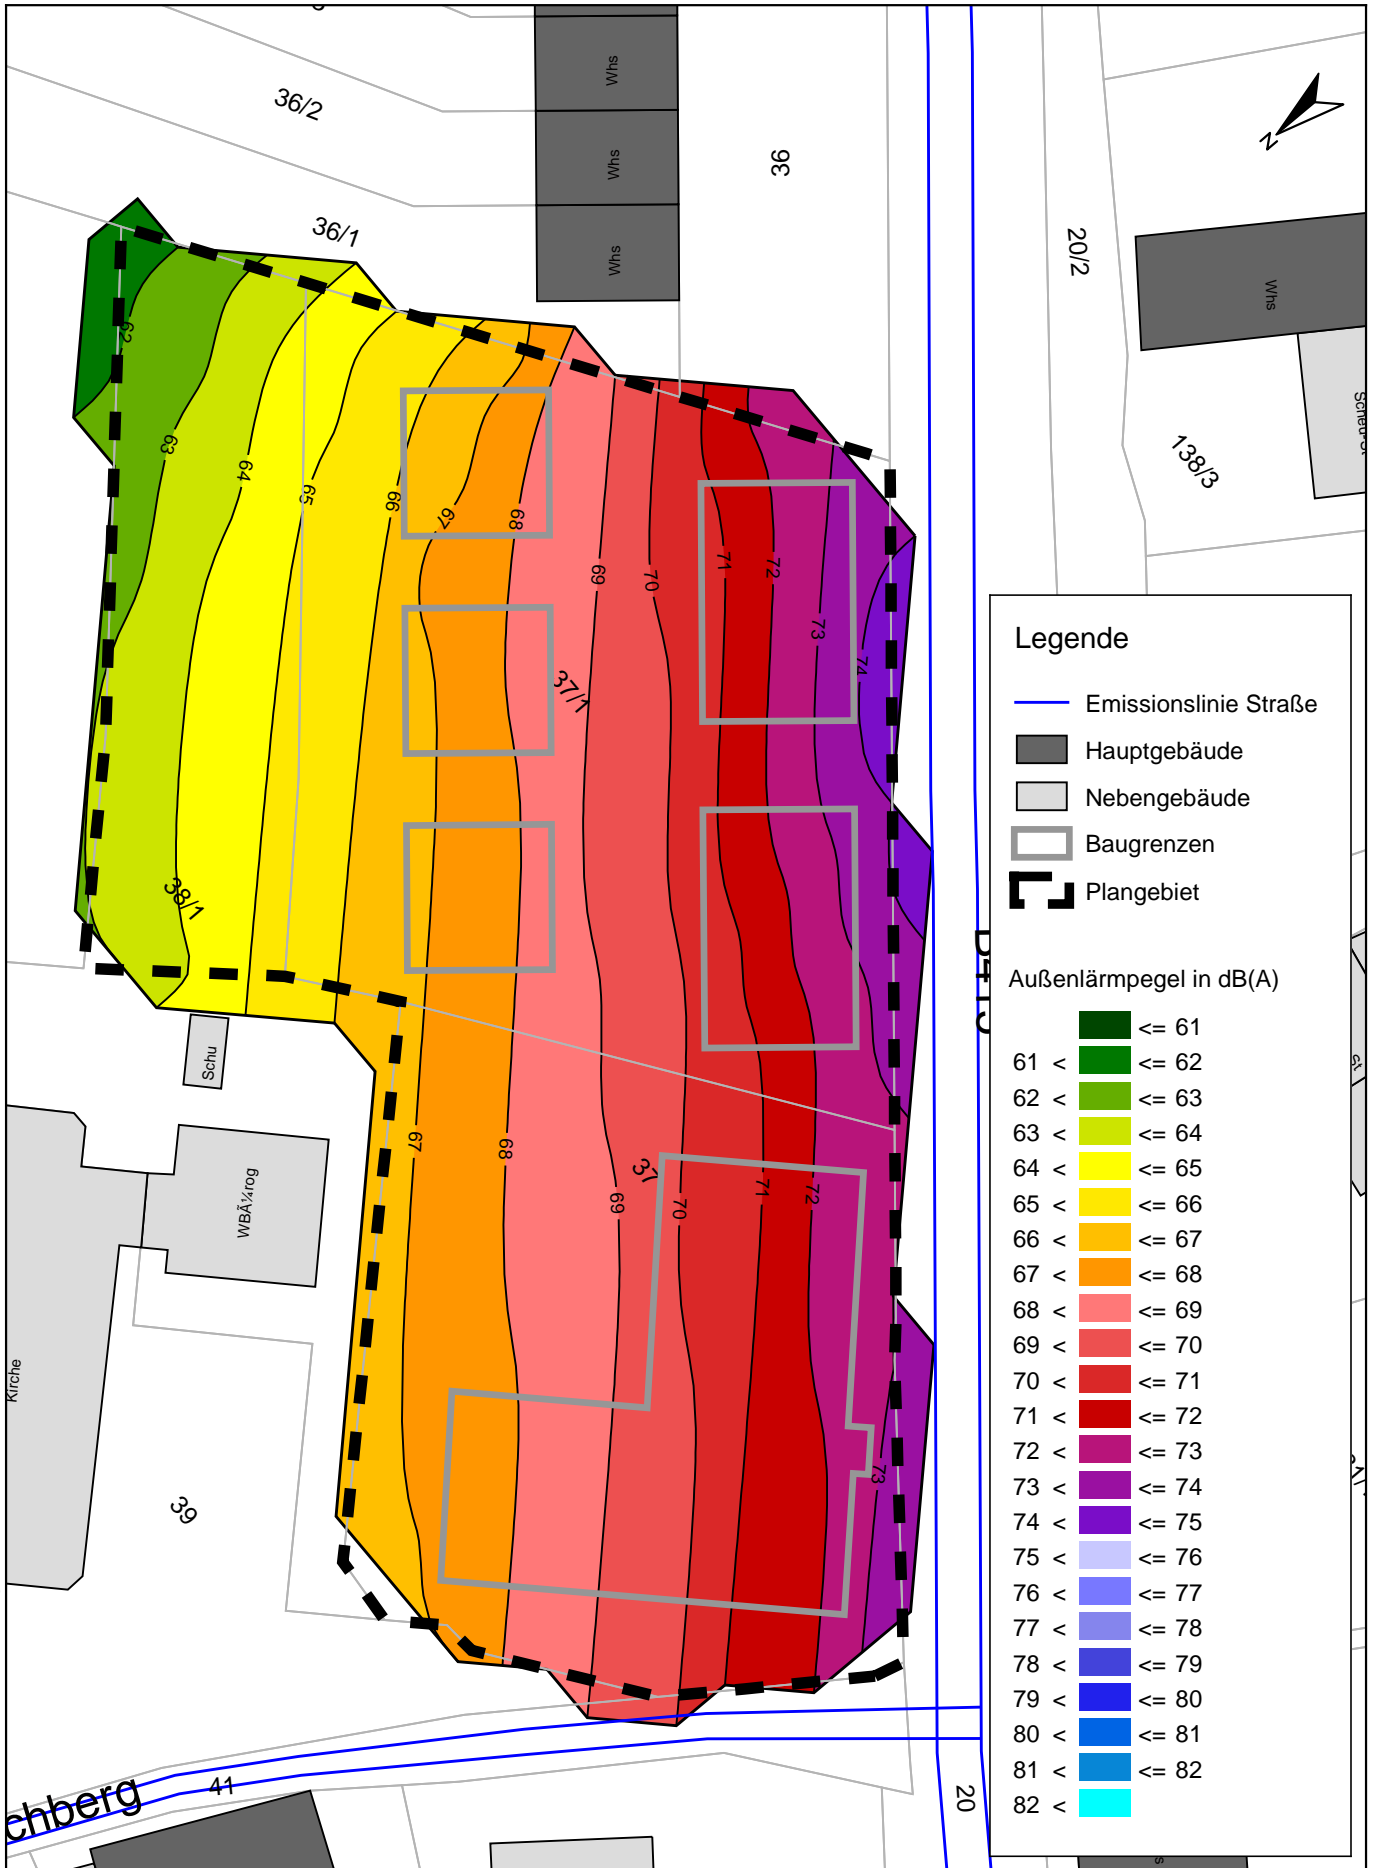 36/2
36/1
36
Whs
Whs
Whs
20/2
Whs
138/3
N
62
63
64
65
66
67
68
69
70
71
72
73
74
37/1
38/1
Schu
WBÃ¼rog
Kirche
39
37
67
68
69
70
71
72
73
41
chberg
20
St
Legende
Emissionslinie Straße
Hauptgebäude
Nebengebäude
Baugrenzen
Plangebiet
Außenlärmpegel in dB(A)
<= 61
61 < <= 62
62 < <= 63
63 < <= 64
64 < <= 65
65 < <= 66
66 < <= 67
67 < <= 68
68 < <= 69
69 < <= 70
70 < <= 71
71 < <= 72
72 < <= 73
73 < <= 74
74 < <= 75
75 < <= 76
76 < <= 77
77 < <= 78
78 < <= 79
79 < <= 80
80 < <= 81
81 < <= 82
82 <